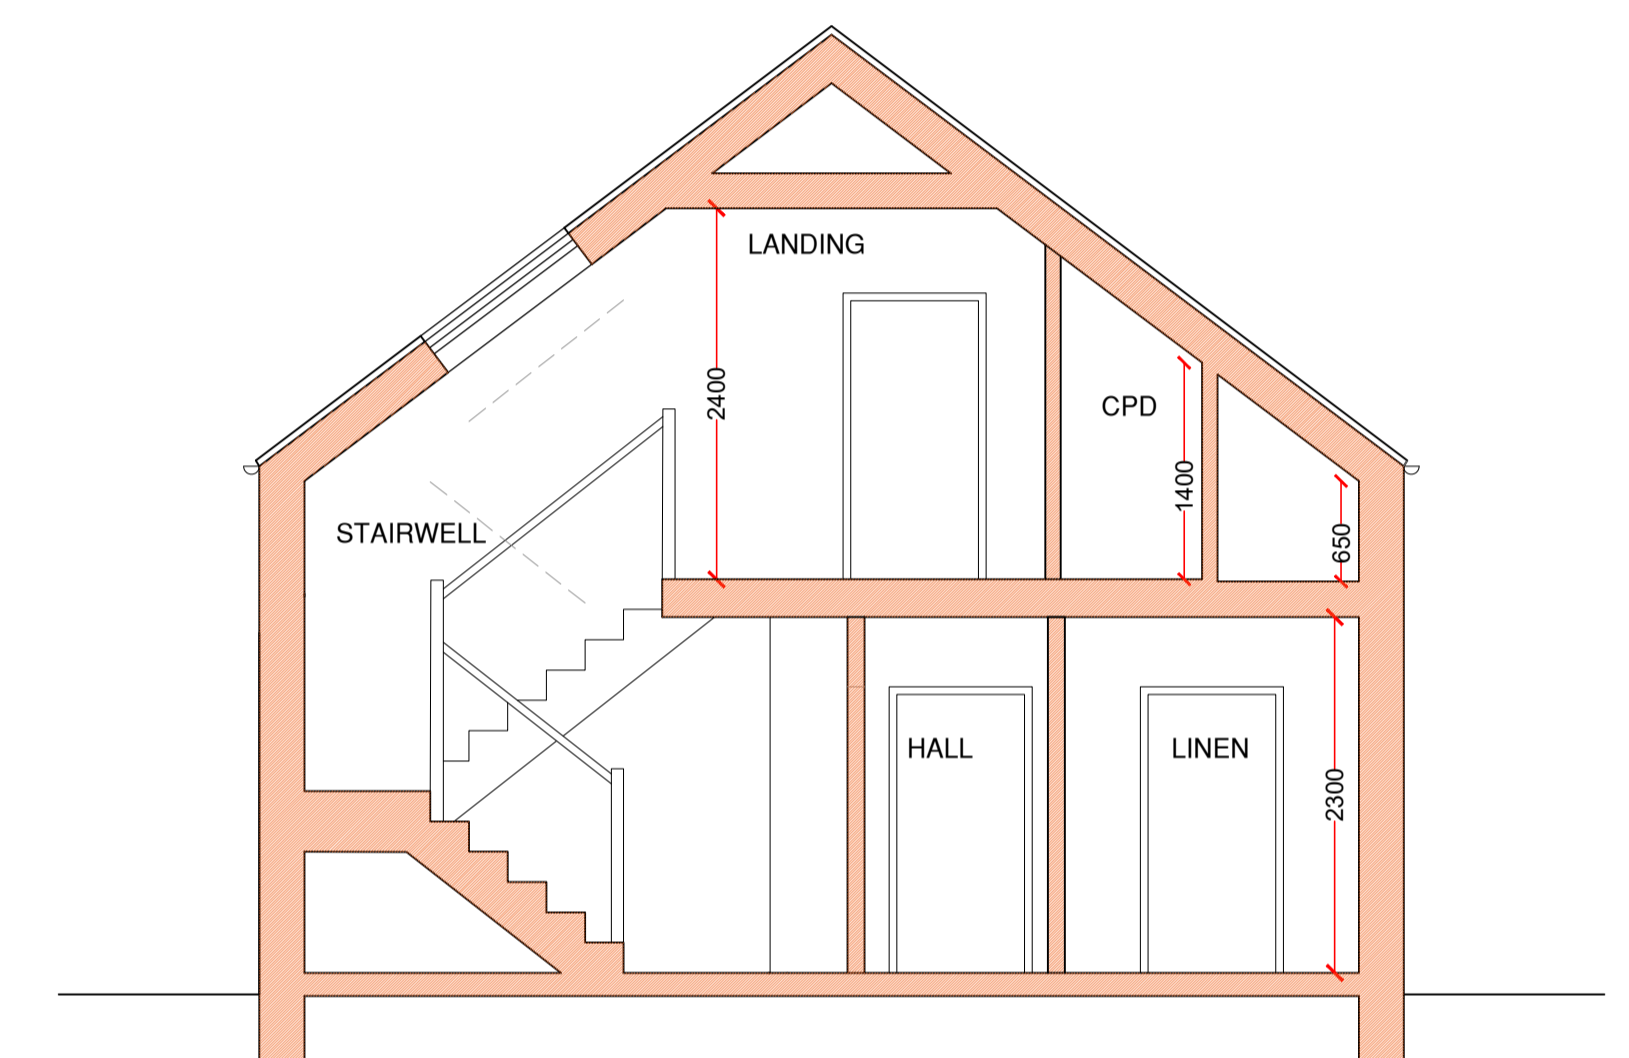 LANDING
2400
CPD
1400
STAIRWELL
650
HALL
LINEN
2300